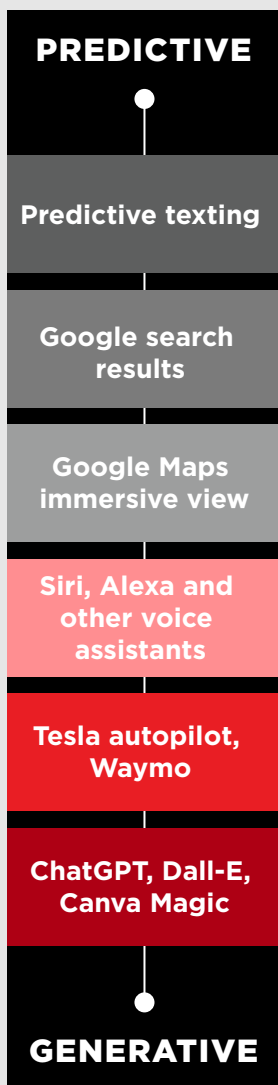 PREDICTIVE
Predictive texting
Google search
results
Google Maps
immersive view
Siri, Alexa and
other voice
assistants
Tesla autopilot,
Waymo
ChatGPT, Dall-E,
Canva Magic
GENERATIVE